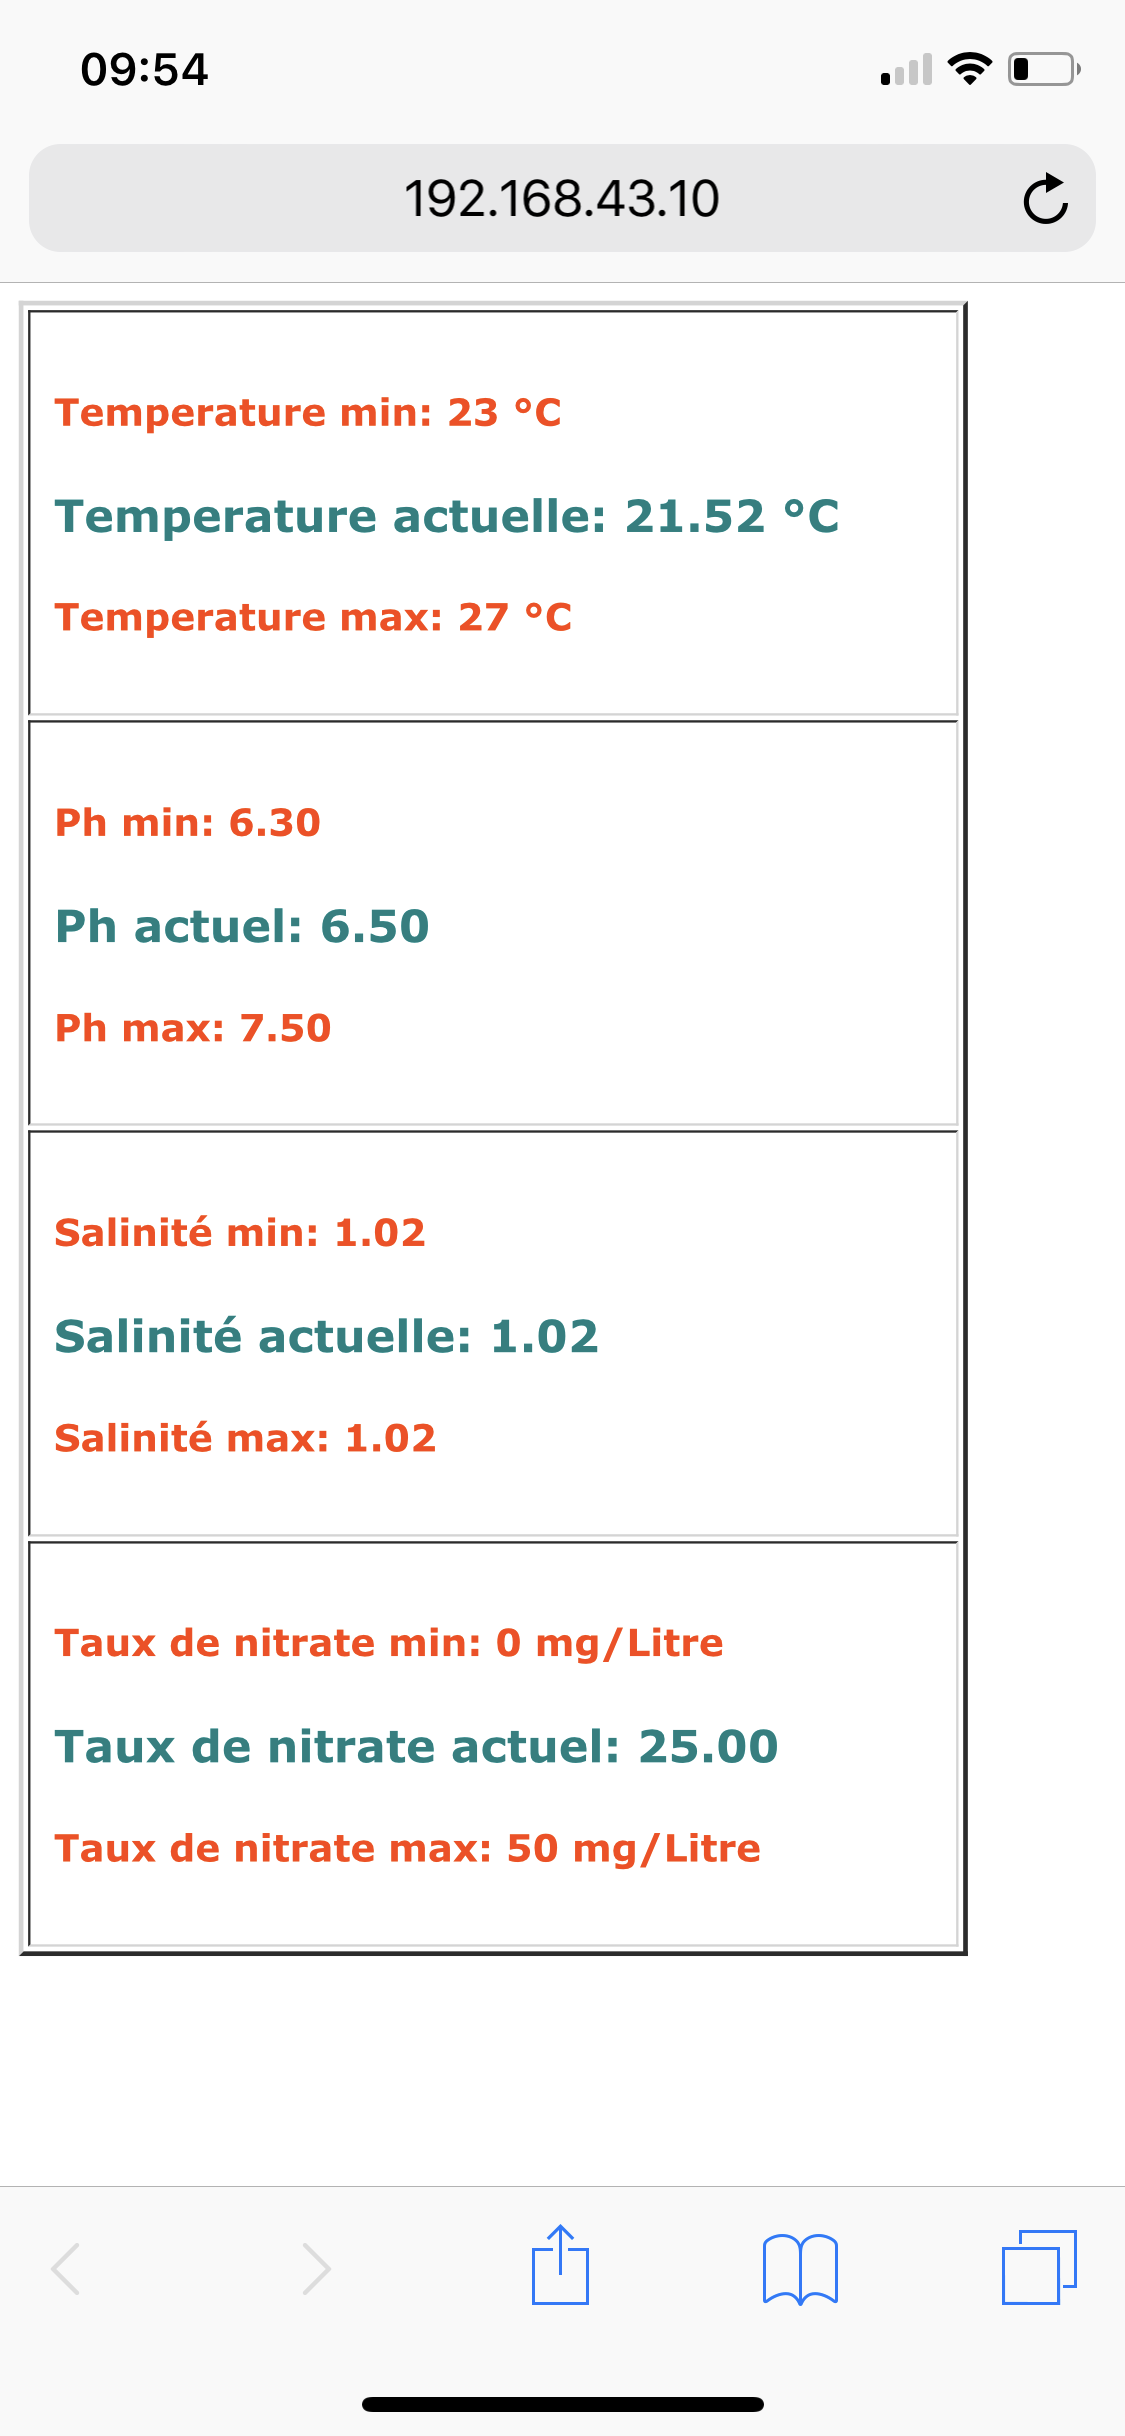 09:54
192.168.43.10
Temperature min: 23 °C
Temperature actuelle: 21.52 °C
Temperature max: 27 °C
Ph min: 6.30
Ph actuel: 6.50
Ph max: 7.50
Salinité min: 1.02
Salinité actuelle: 1.02
Salinité max: 1.02
Taux de nitrate min: 0 mg/Litre
Taux de nitrate actuel: 25.00
Taux de nitrate max: 50 mg/Litre